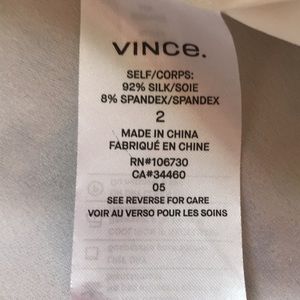 VINCE.
SELF/CORPS:
92% SILK/SOIE
8% SPANDEX/SPANDEX
2
MADE IN CHINA
FABRIQUÉ EN CHINE
RN#106730
CA#34460
05
SEE REVERSE FOR CARE
VOIR AU VERSO POUR LES SOINS